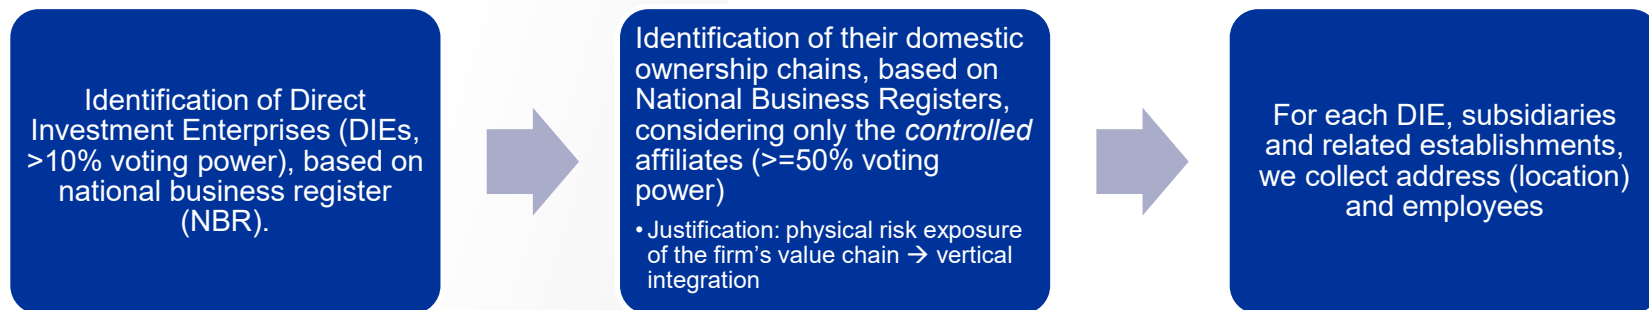 Identification of Direct
Investment Enterprises (DIEs,
>10% voting power), based on
national business register
(NBR).
Identification of their domestic
ownership chains, based on
National Business Registers,
considering only the controlled
affiliates (>=50% voting
power)
• Justification: physical risk exposure
of the firm's value chain → vertical
integration
For each DIE, subsidiaries
and related establishments,
we collect address (location)
and employees